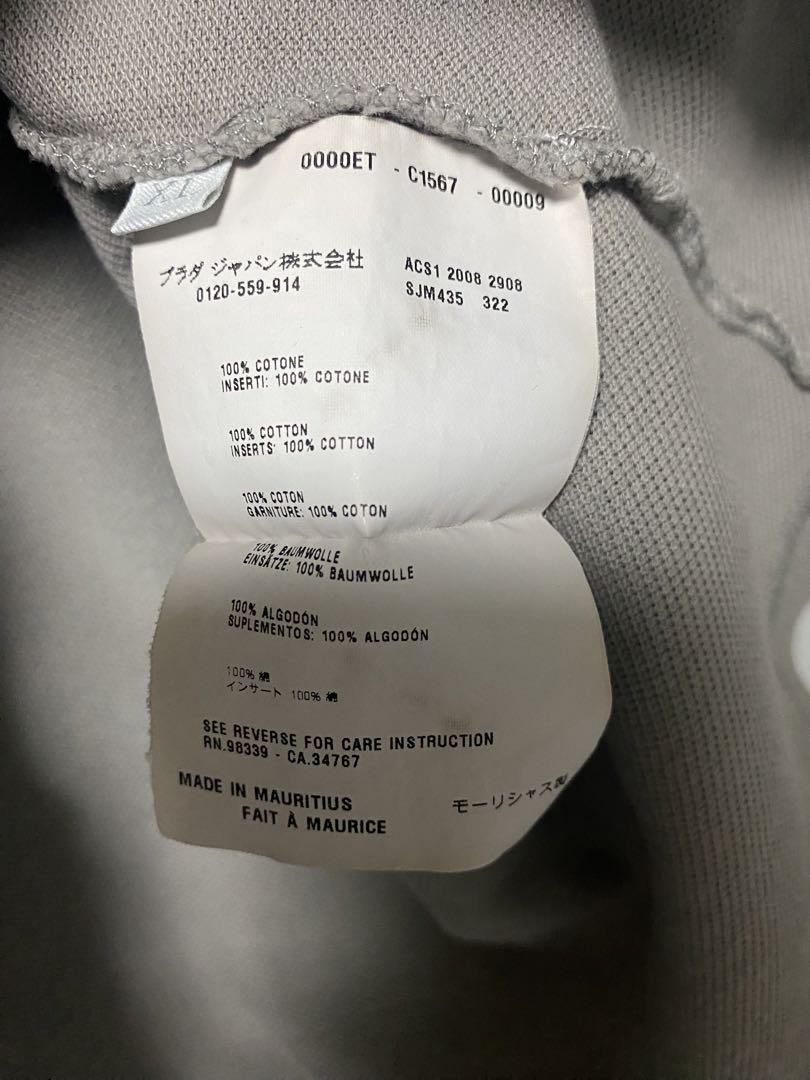 XL
0000ET - C1567 - 00009
プラダ ジャパン株式会社
0120-559-914
ACS1 2008 2908
SJM435 322
100% COTONE
INSERTI: 100% COTONE
100% COTTON
INSERTS: 100% COTTON
100% COTON
GARNITURE: 100% COTON
100% BAUMWOLLE
EINSÄTZE: 100% BAUMWOLLE
100% ALGODÓN
SUPLEMENTOS: 100% ALGODÓN
100% 綿
インサート 100% 綿
SEE REVERSE FOR CARE INSTRUCTION
RN.98339 - CA.34767
MADE IN MAURITIUS
FAIT À MAURICE
モーリシャス製